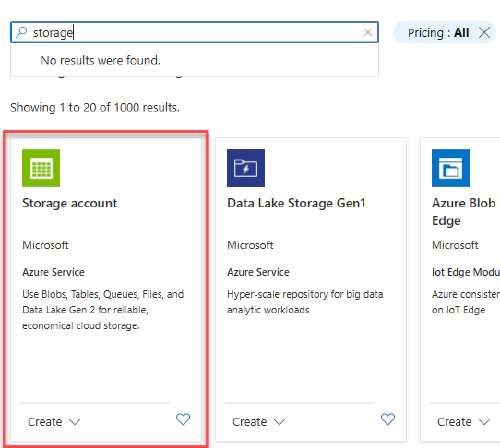 storage
Pricing : All
No results were found.
Showing 1 to 20 of 1000 results.
Storage account
Microsoft
Azure Service
Use Blobs, Tables, Queues, Files, and
Data Lake Gen 2 for reliable,
economical cloud storage.
Create
Data Lake Storage Gen1
Microsoft
Azure Service
Hyper-scale repository for big data
analytic workloads
Create
Azure Blob
Edge
Microsoft
Iot Edge Modu
Azure consisten
on IoT Edge
Create